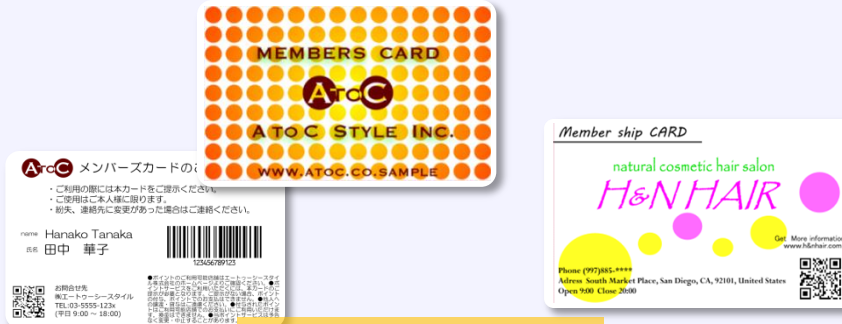 MEMBERS CARD
ATOC
A TO C STYLE INC.
WWW.ATOC.CO.SAMPLE
ATOC メンバーズカードのご
・ご利用の際には本カードをご提示ください。
・ご使用はご本人様に限ります。
・紛失、連絡先に変更があった場合はご連絡ください。
name Hanako Tanaka
氏名 田中 華子
123456789123
お問合せ先
㈱エートゥーシースタイル
TEL:03-5555-123x
(平日 9:00 ~ 18:00)
Member ship CARD
natural cosmetic hair salon
H&N HAIR
Get More information
www.h&nhair.com
Phone (997)885-****
Adress South Market Place, San Diego, CA, 92101, United States
Open 9:00 Close 20:00